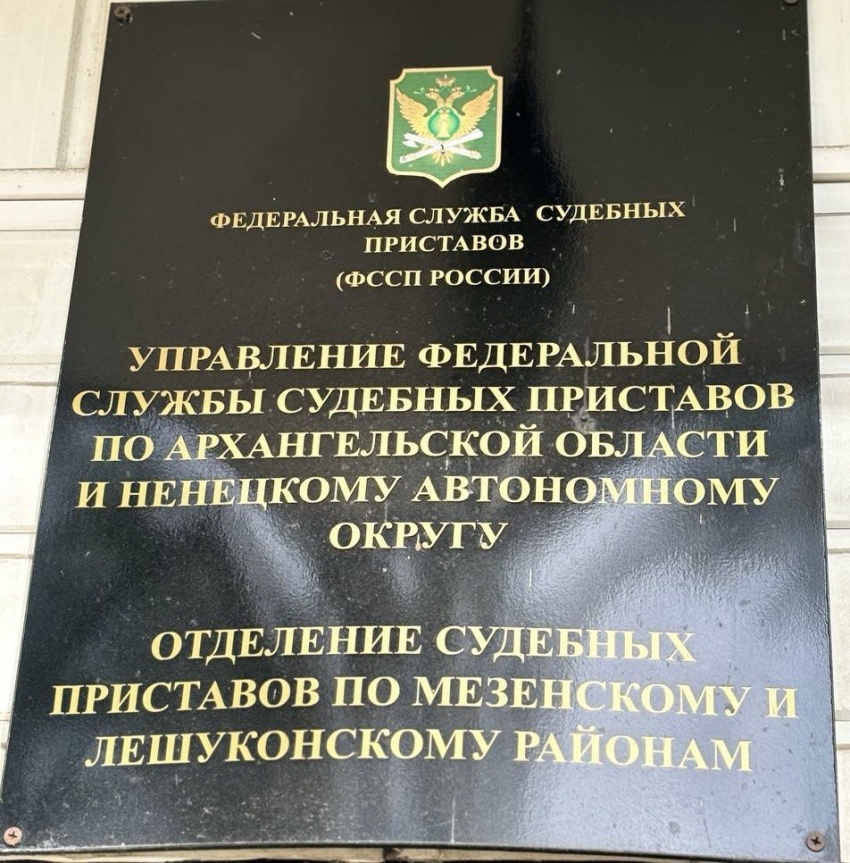 ФЕДЕРАЛЬНАЯ СЛУЖБА СУДЕБНЫХ
ПРИСТАВОВ
(ФССП РОССИИ)
УПРАВЛЕНИЕ ФЕДЕРАЛЬНОЙ
СЛУЖБЫ СУДЕБНЫХ ПРИСТАВОВ
ПО АРХАНГЕЛЬСКОЙ ОБЛАСТИ
И НЕНЕЦКОМУ АВТОНОМНОМУ
ОКРУГУ
ОТДЕЛЕНИЕ СУДЕБНЫХ
ПРИСТАВОВ ПО МЕЗЕНСКОМУ И
ЛЕШУКОНСКОМУ РАЙОНАМ